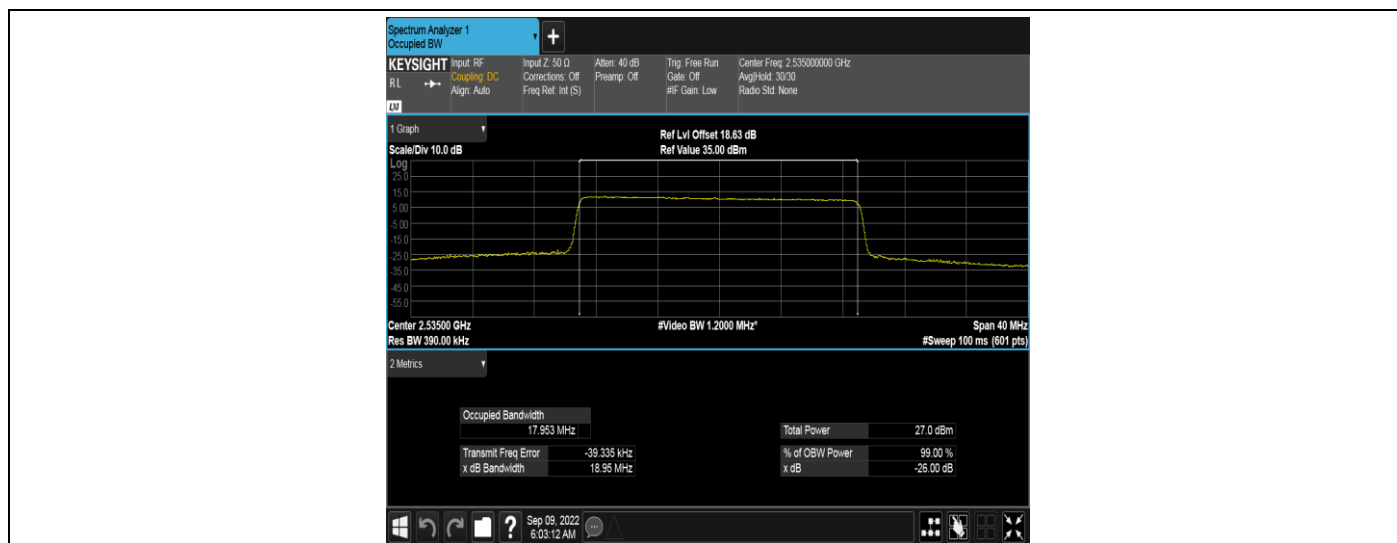 Spectrum Analyzer 1
Occupied BW
+
KEYSIGHT
RL
LXI
Input: RF
Coupling: DC
Align: Auto
Input Z: 50 Ω
Corrections: Off
Freq Ref: Int (S)
Atten: 40 dB
Preamp: Off
Trig: Free Run
Gate: Off
#IF Gain: Low
Center Freq: 2.535000000 GHz
Avg|Hold: 30/30
Radio Std: None
1 Graph
Ref Lvl Offset 18.63 dB
Scale/Div 10.0 dB
Ref Value 35.00 dBm
Log
25.0
15.0
5.00
-5.00
-15.0
-25.0
-35.0
-45.0
-55.0
Center 2.53500 GHz
#Video BW 1.2000 MHz*
Span 40 MHz
Res BW 390.00 kHz
#Sweep 100 ms (601 pts)
2 Metrics
Occupied Bandwidth
17.953 MHz
Total Power 27.0 dBm
Transmit Freq Error -39.335 kHz
% of OBW Power 99.00 %
x dB Bandwidth 18.95 MHz
x dB -26.00 dB
?
Sep 09, 2022
6:03:12 AM